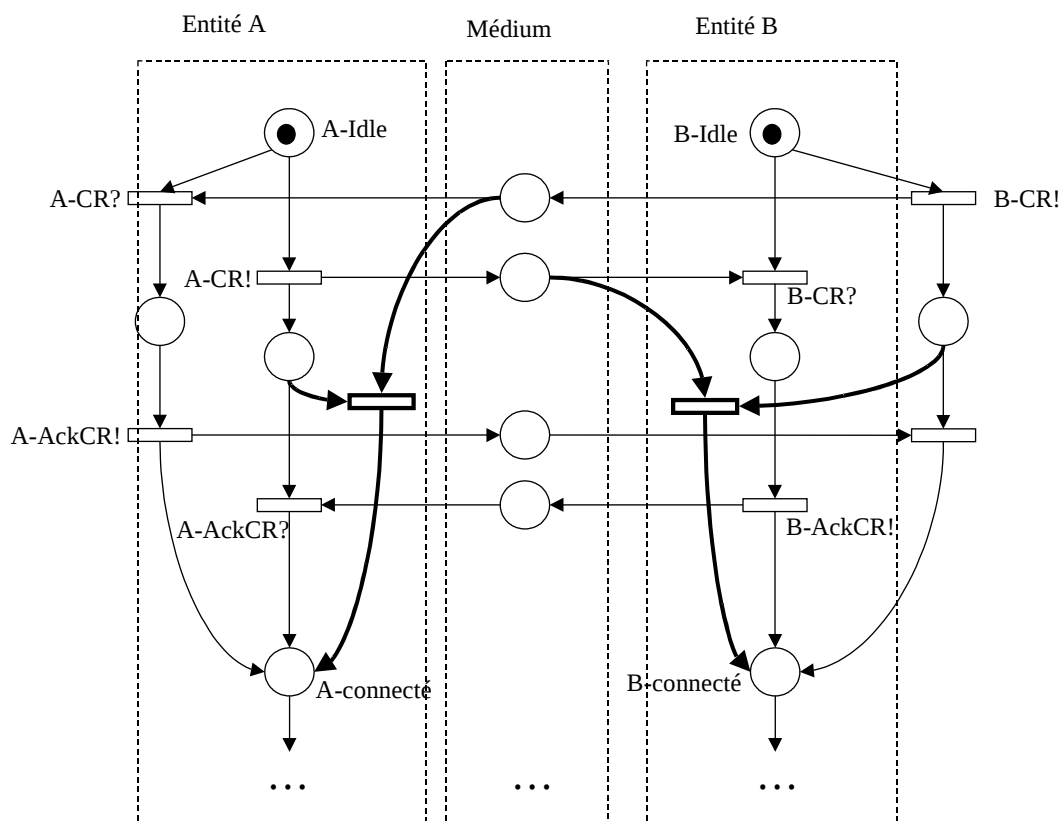 Entité A
Médium
Entité B
A-Idle
B-Idle
A-CR?
B-CR!
A-CR!
B-CR?
A-AckCR!
A-AckCR?
B-AckCR!
A-connecté
B-connecté
... ... ...